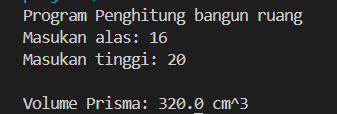 Program Penghitung bangun ruang
Masukan alas: 16
Masukan tinggi: 20
Volume Prisma: 320.0 cm^3